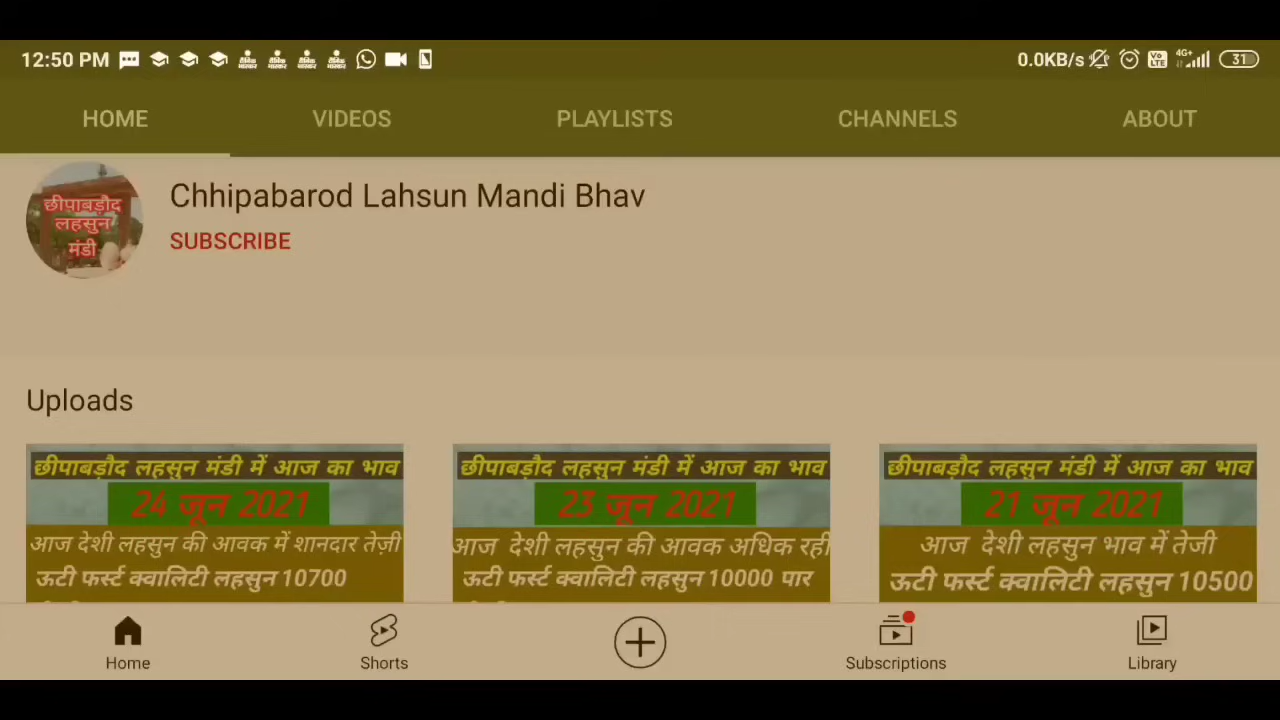 12:50 PM
0.0KB/s
4G+
31
HOME VIDEOS PLAYLISTS CHANNELS ABOUT
छीपाबड़ौद
लहसुन
मंडी
Chhipabarod Lahsun Mandi Bhav
SUBSCRIBE
Uploads
छीपाबड़ौद लहसुन मंडी में आज का भाव
24 जून 2021
आज देशी लहसुन की आवक में शानदार तेज़ी
ऊटी फर्स्ट क्वालिटी लहसुन 10700
छीपाबड़ौद लहसुन मंडी में आज का भाव
23 जून 2021
आज देशी लहसुन की आवक अधिक रही
ऊटी फर्स्ट क्वालिटी लहसुन 10000 पार
छीपाबड़ौद लहसुन मंडी में आज का भाव
21 जून 2021
आज देशी लहसुन भाव में तेजी
ऊटी फर्स्ट क्वालिटी लहसुन 10500
Home Shorts Subscriptions Library